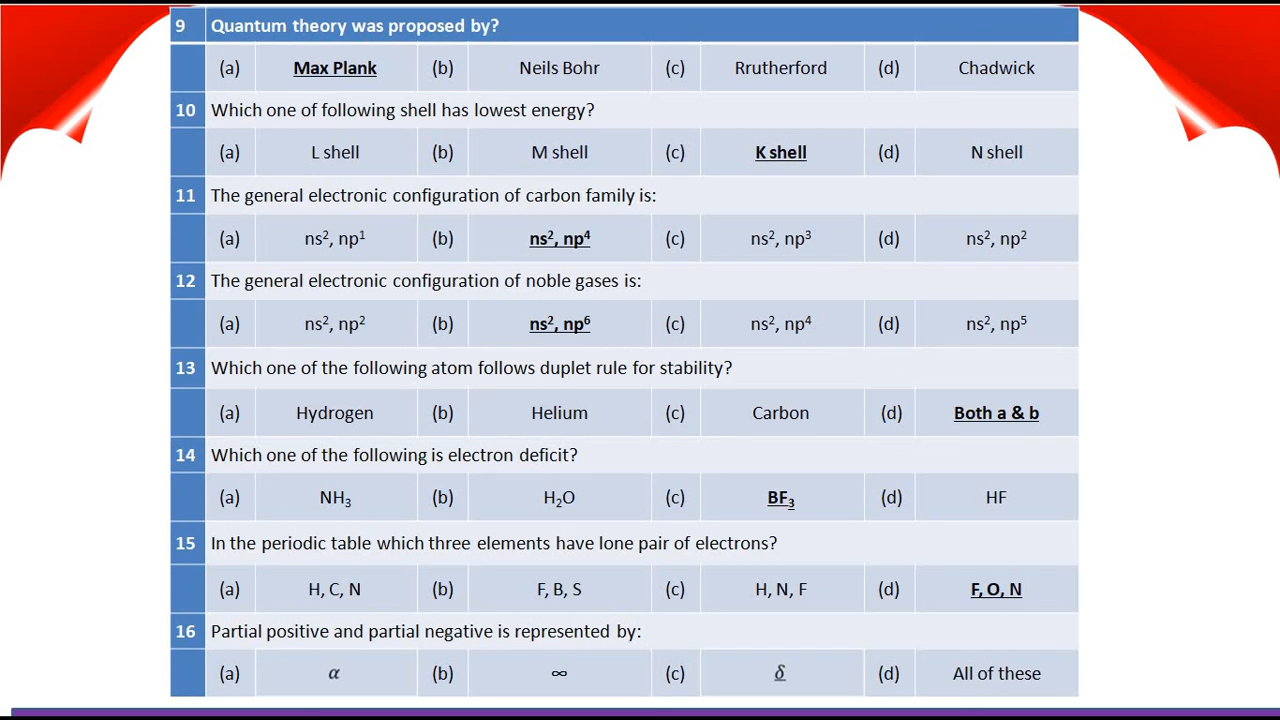 9 Quantum theory was proposed by?
(a) Max Plank (b) Neils Bohr (c) Rrutherford (d) Chadwick
10 Which one of following shell has lowest energy?
(a) L shell (b) M shell (c) K shell (d) N shell
11 The general electronic configuration of carbon family is:
(a) ns², np¹ (b) ns², np⁴ (c) ns², np³ (d) ns², np²
12 The general electronic configuration of noble gases is:
(a) ns², np² (b) ns², np⁶ (c) ns², np⁴ (d) ns², np⁵
13 Which one of the following atom follows duplet rule for stability?
(a) Hydrogen (b) Helium (c) Carbon (d) Both a & b
14 Which one of the following is electron deficit?
(a) NH₃ (b) H₂O (c) BF₃ (d) HF
15 In the periodic table which three elements have lone pair of electrons?
(a) H, C, N (b) F, B, S (c) H, N, F (d) F, O, N
16 Partial positive and partial negative is represented by:
(a) α (b) ∞ (c) δ (d) All of these